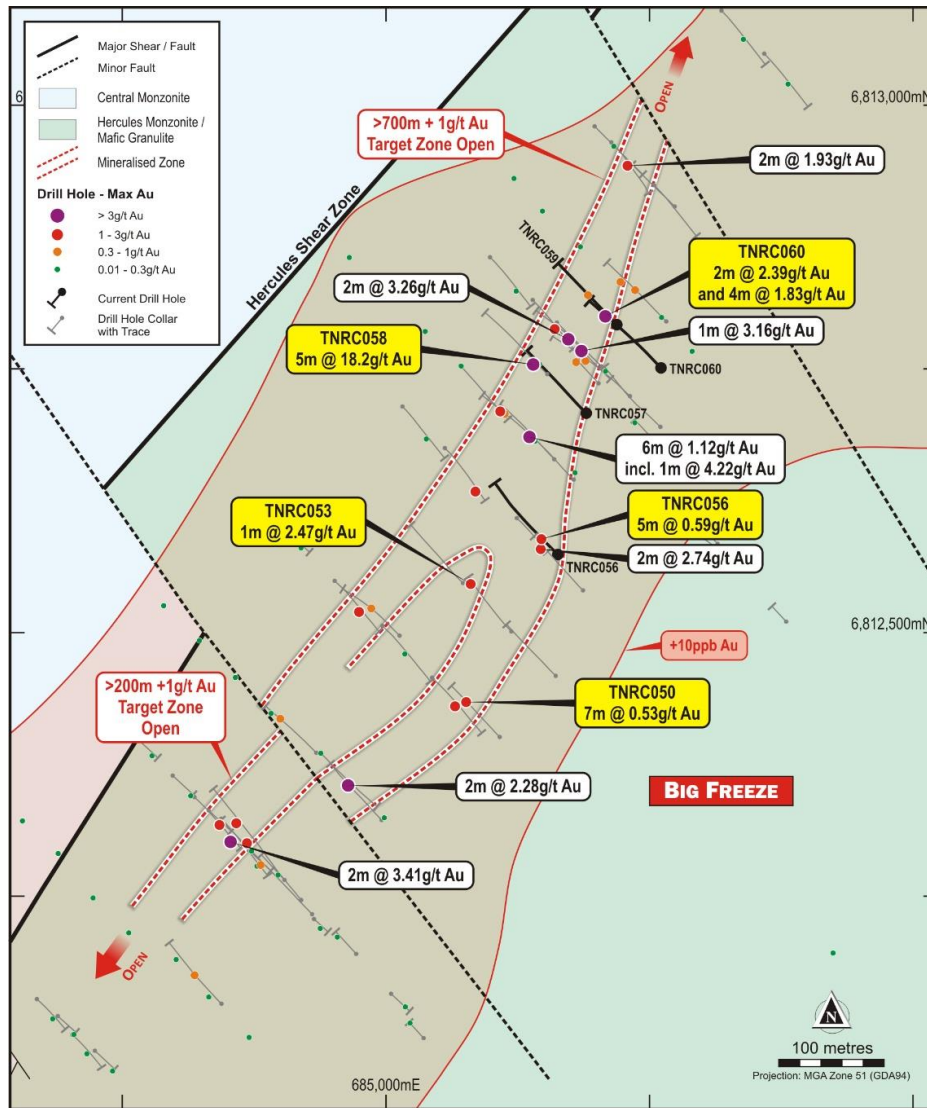 Major Shear / Fault
Minor Fault
Central Monzonite
Hercules Monzonite /
Mafic Granulite
Mineralised Zone
Drill Hole - Max Au
> 3g/t Au
1 - 3g/t Au
0.3 - 1g/t Au
0.01 - 0.3g/t Au
Current Drill Hole
Drill Hole Collar
with Trace
6
OPEN
6,813,000mN
>700m + 1g/t Au
Target Zone Open
2m @ 1.93g/t Au
Hercules Shear Zone
TNRC059
TNRC060
2m @ 2.39g/t Au
and 4m @ 1.83g/t Au
2m @ 3.26g/t Au
1m @ 3.16g/t Au
TNRC058
5m @ 18.2g/t Au
TNRC060
TNRC057
6m @ 1.12g/t Au
incl. 1m @ 4.22g/t Au
TNRC053
1m @ 2.47g/t Au
TNRC056
5m @ 0.59g/t Au
2m @ 2.74g/t Au
TNRC056
6,812,500mN
+10ppb Au
>200m +1g/t Au
Target Zone
Open
TNRC050
7m @ 0.53g/t Au
2m @ 2.28g/t Au
BIG FREEZE
2m @ 3.41g/t Au
OPEN
N
100 metres
Projection: MGA Zone 51 (GDA94)
685,000mE